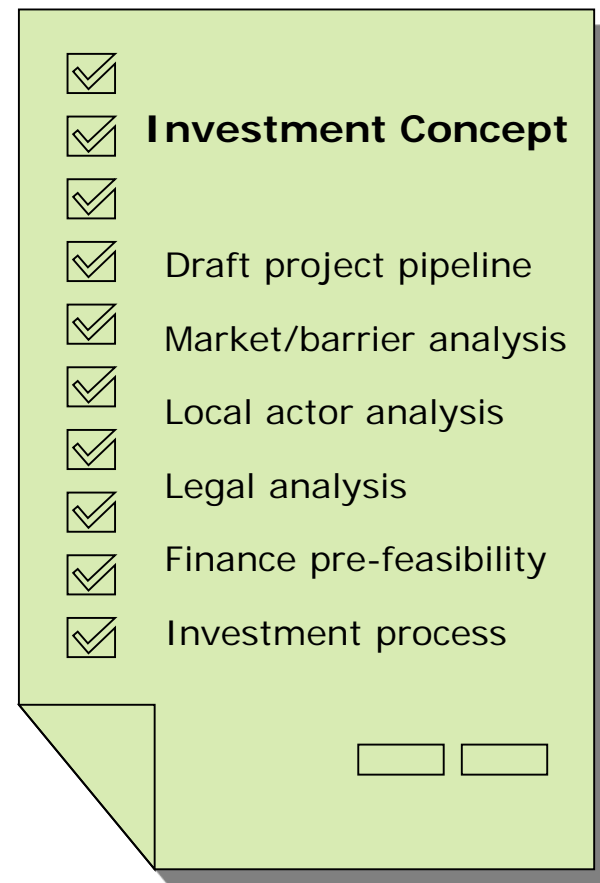 Investment Concept
Draft project pipeline
Market/barrier analysis
Local actor analysis
Legal analysis
Finance pre-feasibility
Investment process